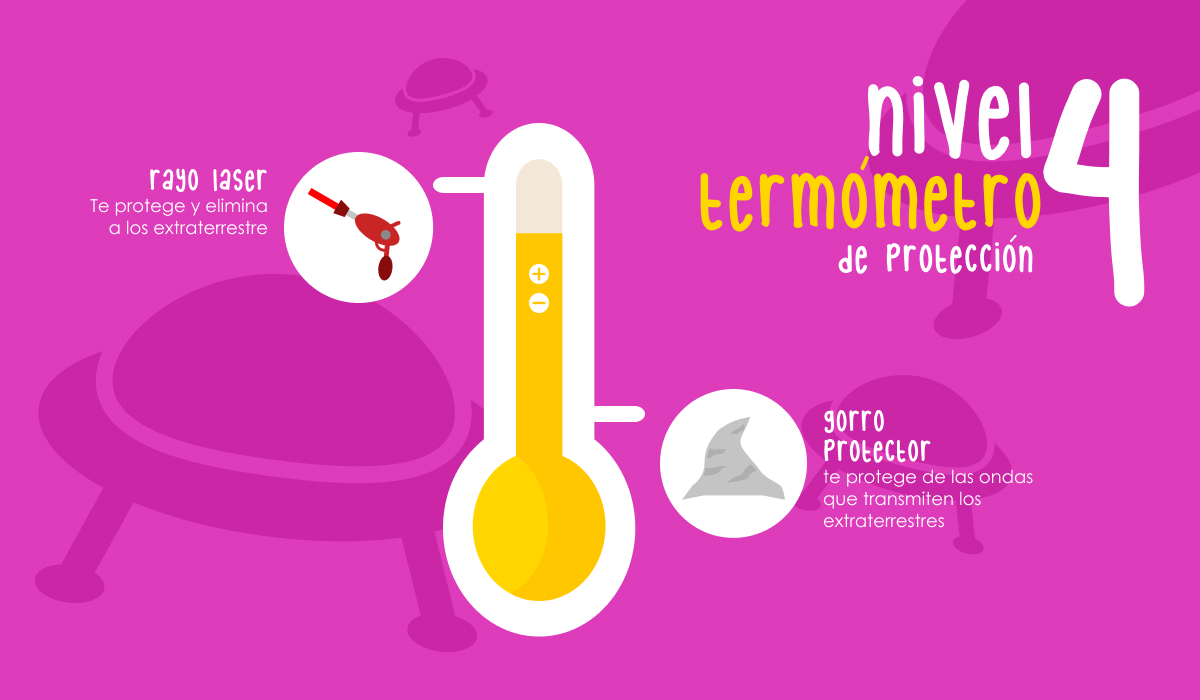 nivel 4
termómetro
de Protección
rayo laser
Te protege y elimina
a los extraterrestre
gorro
Protector
te protege de las ondas
que transmiten los
extraterrestres